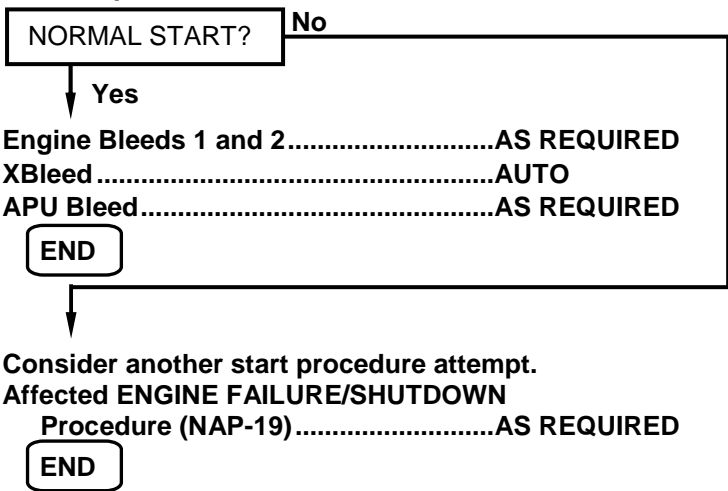 NORMAL START? No
Yes
Engine Bleeds 1 and 2...........................AS REQUIRED
XBleed....................................................AUTO
APU Bleed..............................................AS REQUIRED
END
Consider another start procedure attempt.
Affected ENGINE FAILURE/SHUTDOWN
Procedure (NAP-19)..........................AS REQUIRED
END